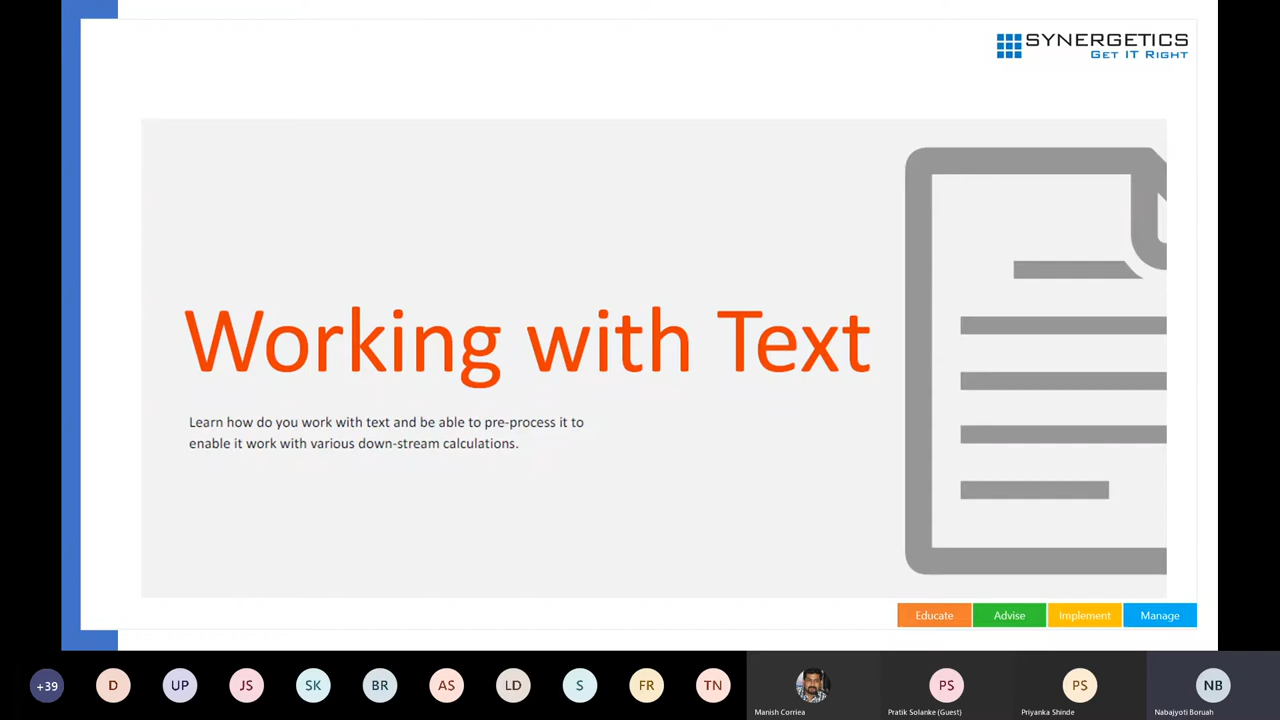 SYNERGETICS
GET IT RIGHT
Working with Text
Learn how do you work with text and be able to pre-process it to
enable it work with various down-stream calculations.
Educate Advise Implement Manage
+39 D UP JS SK BR AS LD S FR TN PS PS NB
Manish Corriea Pratik Solanke (Guest) Priyanka Shinde Nabajyoti Boruah